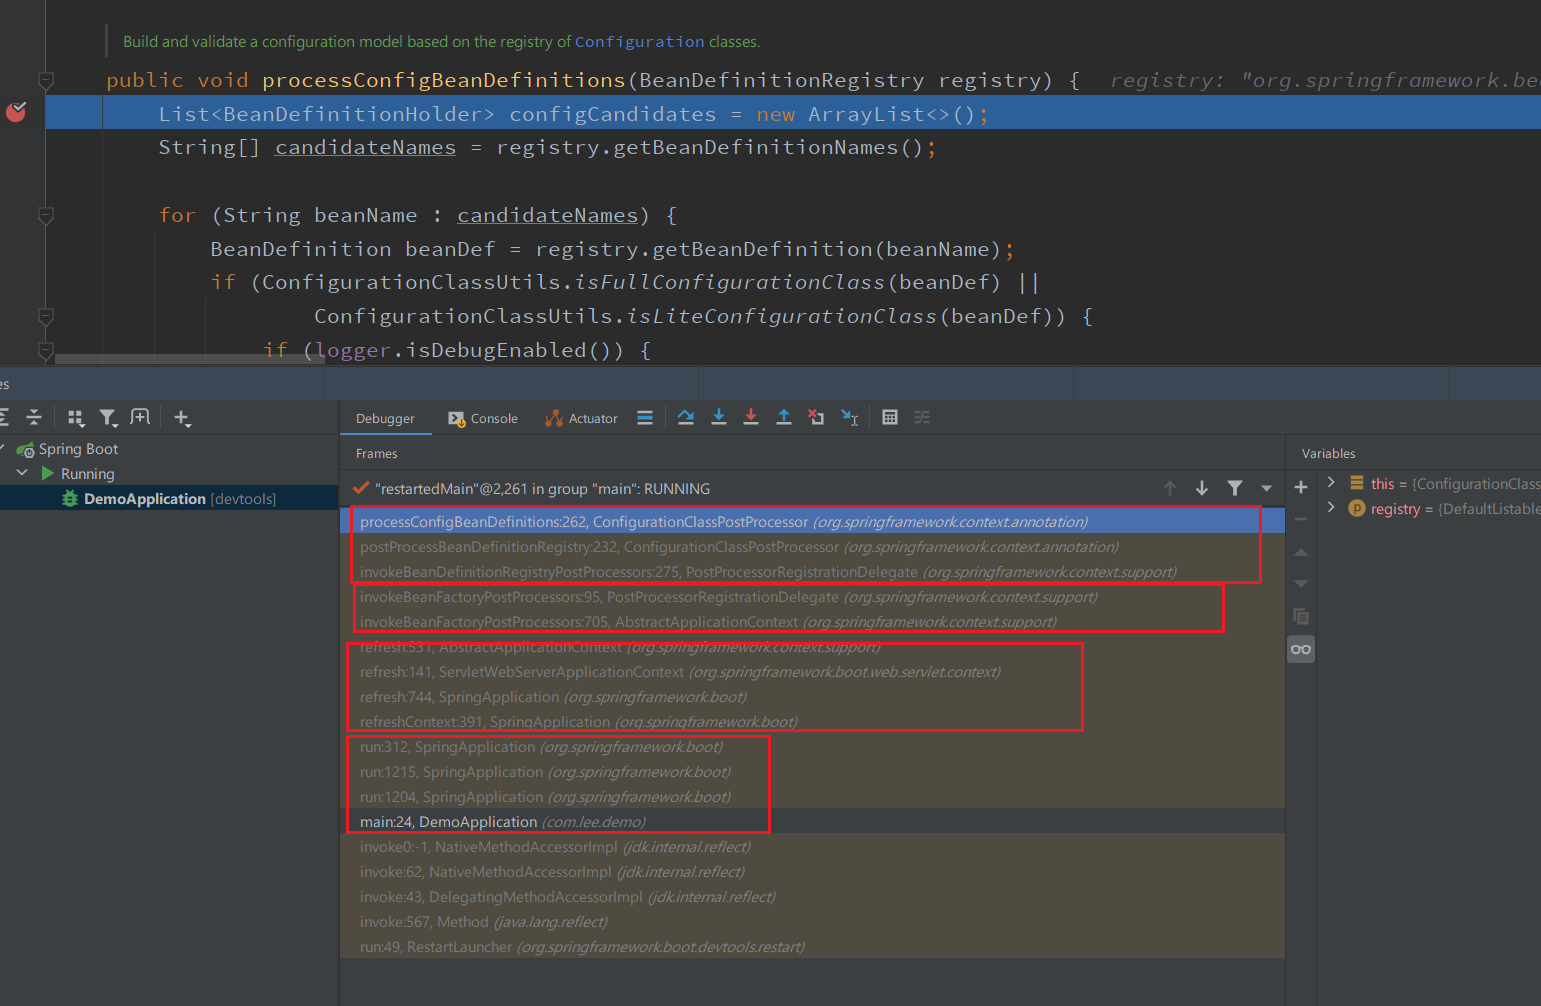 Build and validate a configuration model based on the registry of Configuration classes.
public void processConfigBeanDefinitions(BeanDefinitionRegistry registry) { registry: "org.springframework.be
List<BeanDefinitionHolder> configCandidates = new ArrayList<>();
String[] candidateNames = registry.getBeanDefinitionNames();
for (String beanName : candidateNames) {
BeanDefinition beanDef = registry.getBeanDefinition(beanName);
if (ConfigurationClassUtils.isFullConfigurationClass(beanDef) ||
ConfigurationClassUtils.isLiteConfigurationClass(beanDef)) {
if (logger.isDebugEnabled()) {
es
Debugger Console Actuator
Spring Boot
Running
DemoApplication [devtools]
Frames
Variables
"restartedMain"@2,261 in group "main": RUNNING
this = {ConfigurationClass
registry = {DefaultListable
processConfigBeanDefinitions:262, ConfigurationClassPostProcessor (org.springframework.context.annotation)
postProcessBeanDefinitionRegistry:232, ConfigurationClassPostProcessor (org.springframework.context.annotation)
invokeBeanDefinitionRegistryPostProcessors:275, PostProcessorRegistrationDelegate (org.springframework.context.support)
invokeBeanFactoryPostProcessors:95, PostProcessorRegistrationDelegate (org.springframework.context.support)
invokeBeanFactoryPostProcessors:705, AbstractApplicationContext (org.springframework.context.support)
refresh:531, AbstractApplicationContext (org.springframework.context.support)
refresh:141, ServletWebServerApplicationContext (org.springframework.boot.web.servlet.context)
refresh:744, SpringApplication (org.springframework.boot)
refreshContext:391, SpringApplication (org.springframework.boot)
run:312, SpringApplication (org.springframework.boot)
run:1215, SpringApplication (org.springframework.boot)
run:1204, SpringApplication (org.springframework.boot)
main:24, DemoApplication (com.lee.demo)
invoke0:-1, NativeMethodAccessorImpl (jdk.internal.reflect)
invoke:62, NativeMethodAccessorImpl (jdk.internal.reflect)
invoke:43, DelegatingMethodAccessorImpl (jdk.internal.reflect)
invoke:567, Method (java.lang.reflect)
run:49, RestartLauncher (org.springframework.boot.devtools.restart)